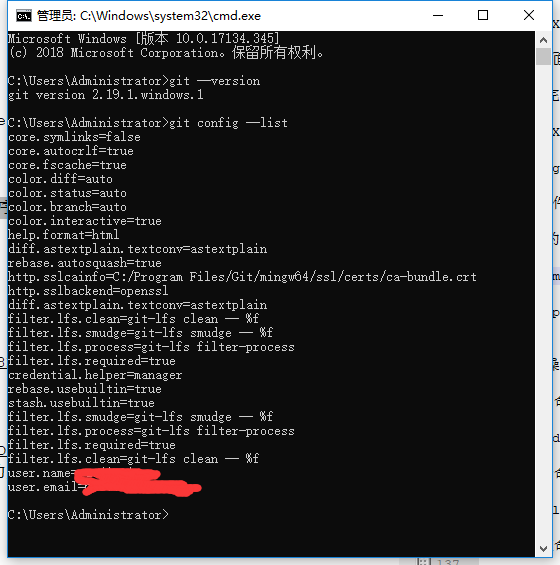 管理员: C:\Windows\system32\cmd.exe
Microsoft Windows [版本 10.0.17134.345]
(c) 2018 Microsoft Corporation。保留所有权利。
C:\Users\Administrator>git --version
git version 2.19.1.windows.1
C:\Users\Administrator>git config --list
core.symlinks=false
core.autocrlf=true
core.fscache=true
color.diff=auto
color.status=auto
color.branch=auto
color.interactive=true
help.format=html
diff.astextplain.textconv=astextplain
rebase.autosquash=true
http.sslcainfo=C:/Program Files/Git/mingw64/ssl/certs/ca-bundle.crt
http.sslbackend=openssl
diff.astextplain.textconv=astextplain
filter.lfs.clean=git-lfs clean -- %f
filter.lfs.smudge=git-lfs smudge -- %f
filter.lfs.process=git-lfs filter-process
filter.lfs.required=true
credential.helper=manager
rebase.usebuiltin=true
stash.usebuiltin=true
filter.lfs.smudge=git-lfs smudge -- %f
filter.lfs.process=git-lfs filter-process
filter.lfs.required=true
filter.lfs.clean=git-lfs clean -- %f
user.name=
user.email=
C:\Users\Administrator>
137